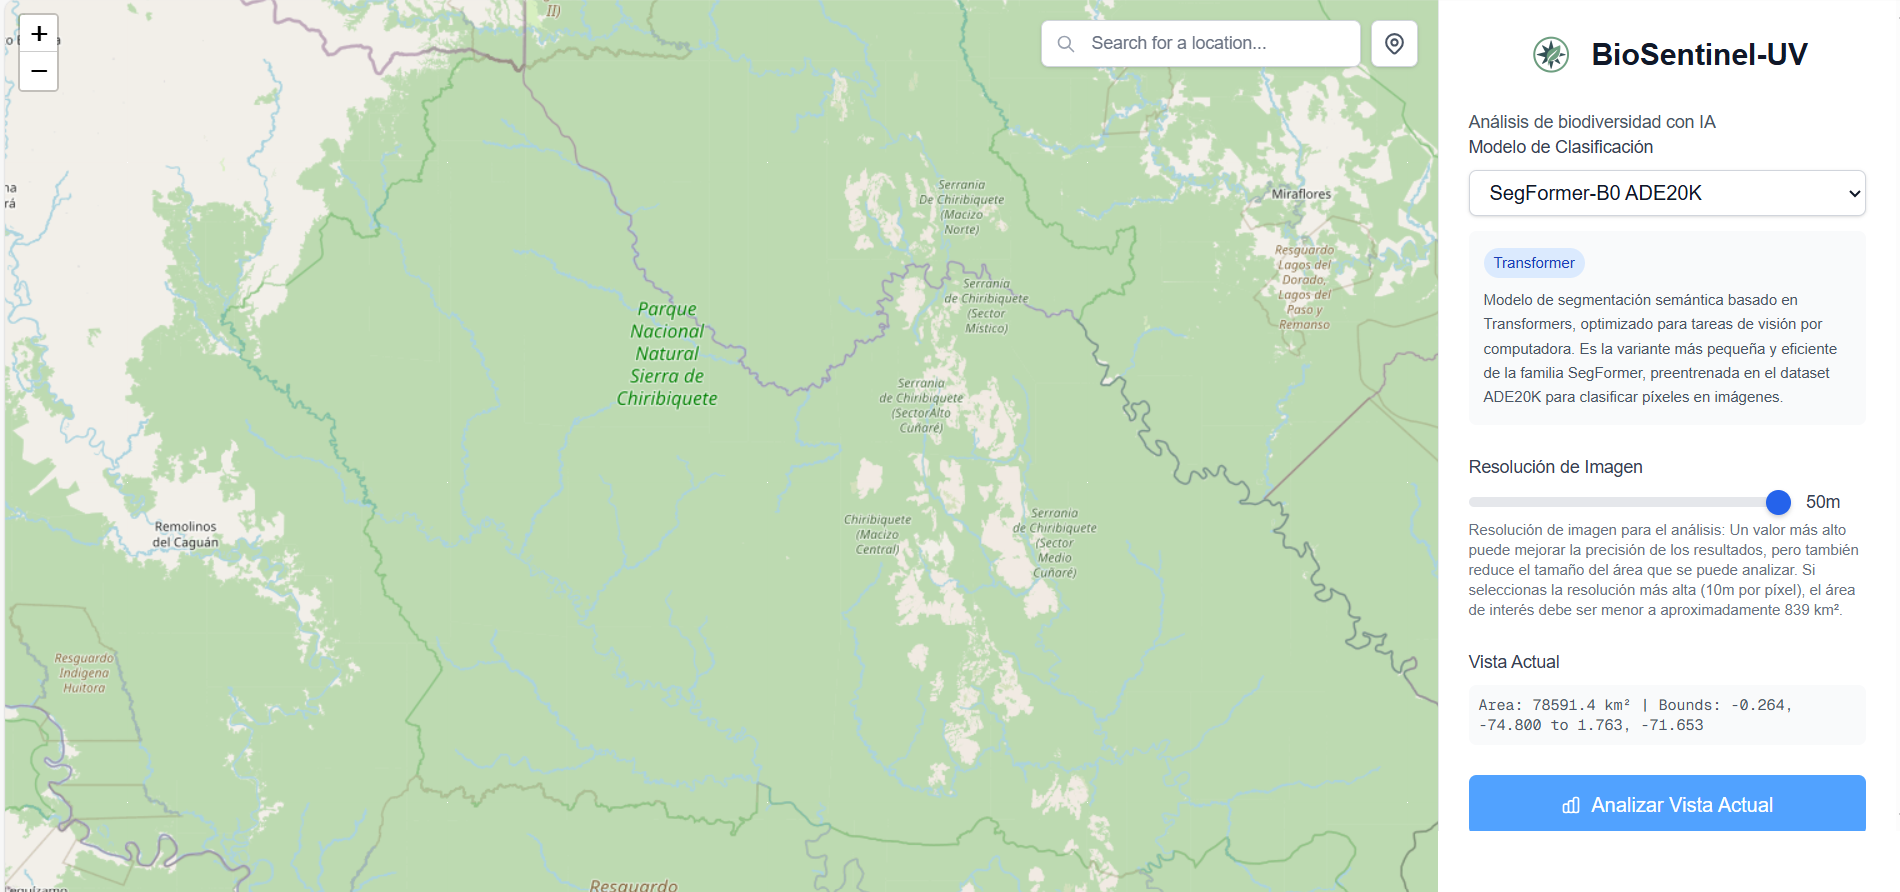 II)
+
−
Search for a location...
Miraflores
Serranía
De Chiribiquete
(Macizo
Norte)
Resguardo
Lagos del
Dorado,
Lagos del
Paso y
Remanso
Serranía
de Chiribiquete
(Sector
Místico)
Parque
Nacional
Natural
Sierra de
Chiribiquete
Serranía
de Chiribiquete
(SectorAlto
Cuñaré)
Chiribiquete
(Macizo
Central)
Serranía
de Chiribiquete
(Sector
Medio
Cuñaré)
Remolinos
del Caguán
Resguardo
Indigena
Huitora
Resguardo
BioSentinel-UV
Análisis de biodiversidad con IA
Modelo de Clasificación
SegFormer-B0 ADE20K
Transformer
Modelo de segmentación semántica basado en
Transformers, optimizado para tareas de visión por
computadora. Es la variante más pequeña y eficiente
de la familia SegFormer, preentrenada en el dataset
ADE20K para clasificar píxeles en imágenes.
Resolución de Imagen
50m
Resolución de imagen para el análisis: Un valor más alto
puede mejorar la precisión de los resultados, pero también
reduce el tamaño del área que se puede analizar. Si
seleccionas la resolución más alta (10m por píxel), el área
de interés debe ser menor a aproximadamente 839 km².
Vista Actual
Area: 78591.4 km² | Bounds: -0.264,
-74.800 to 1.763, -71.653
Analizar Vista Actual